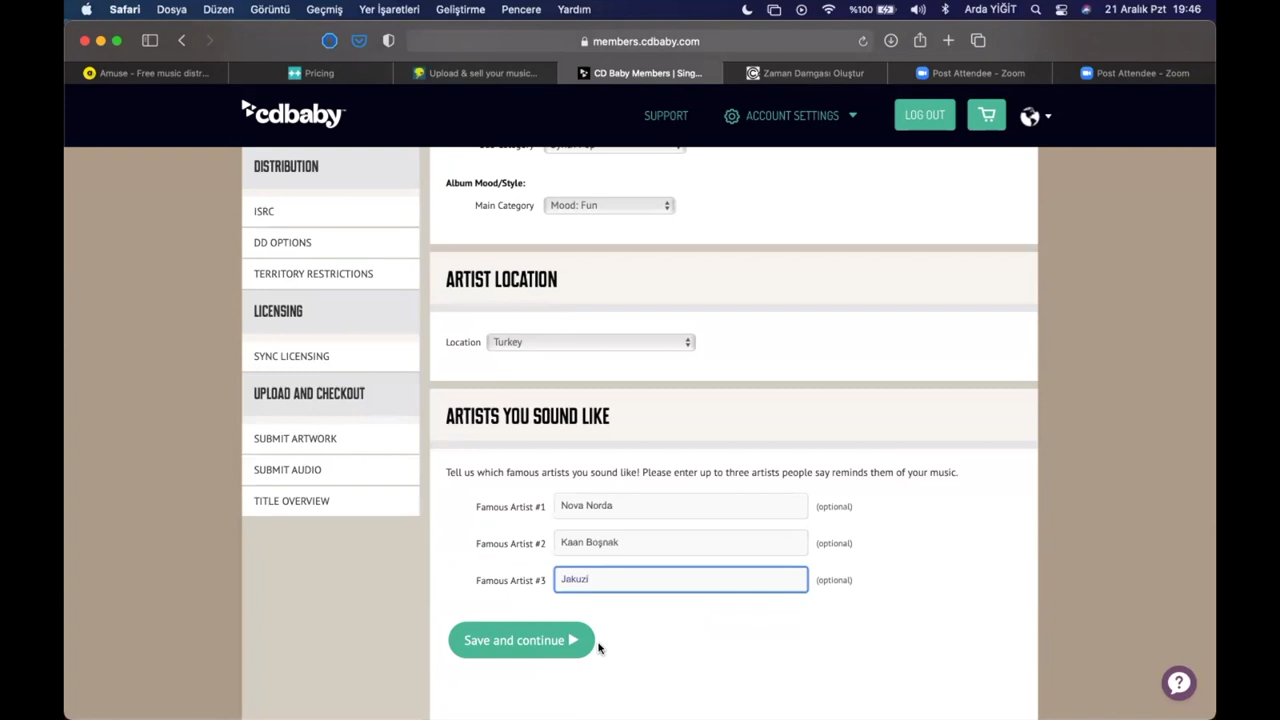 Safari Dosya Düzen Görüntü Geçmiş Yer İşaretleri Geliştirme Pencere Yardım %100 Arda YİĞİT 21 Aralık Pzt 19:46
members.cdbaby.com
Amuse - Free music distr... Pricing Upload & sell your music... CD Baby Members | Sing... Zaman Damgası Oluştur Post Attendee - Zoom Post Attendee - Zoom
cdbaby SUPPORT ACCOUNT SETTINGS LOG OUT
DISTRIBUTION
ISRC
DD OPTIONS
TERRITORY RESTRICTIONS
LICENSING
SYNC LICENSING
UPLOAD AND CHECKOUT
SUBMIT ARTWORK
SUBMIT AUDIO
TITLE OVERVIEW
Album Mood/Style:
Main Category Mood: Fun
ARTIST LOCATION
Location Turkey
ARTISTS YOU SOUND LIKE
Tell us which famous artists you sound like! Please enter up to three artists people say reminds them of your music.
Famous Artist #1 Nova Norda (optional)
Famous Artist #2 Kaan Boşnak (optional)
Famous Artist #3 Jakuzi (optional)
Save and continue